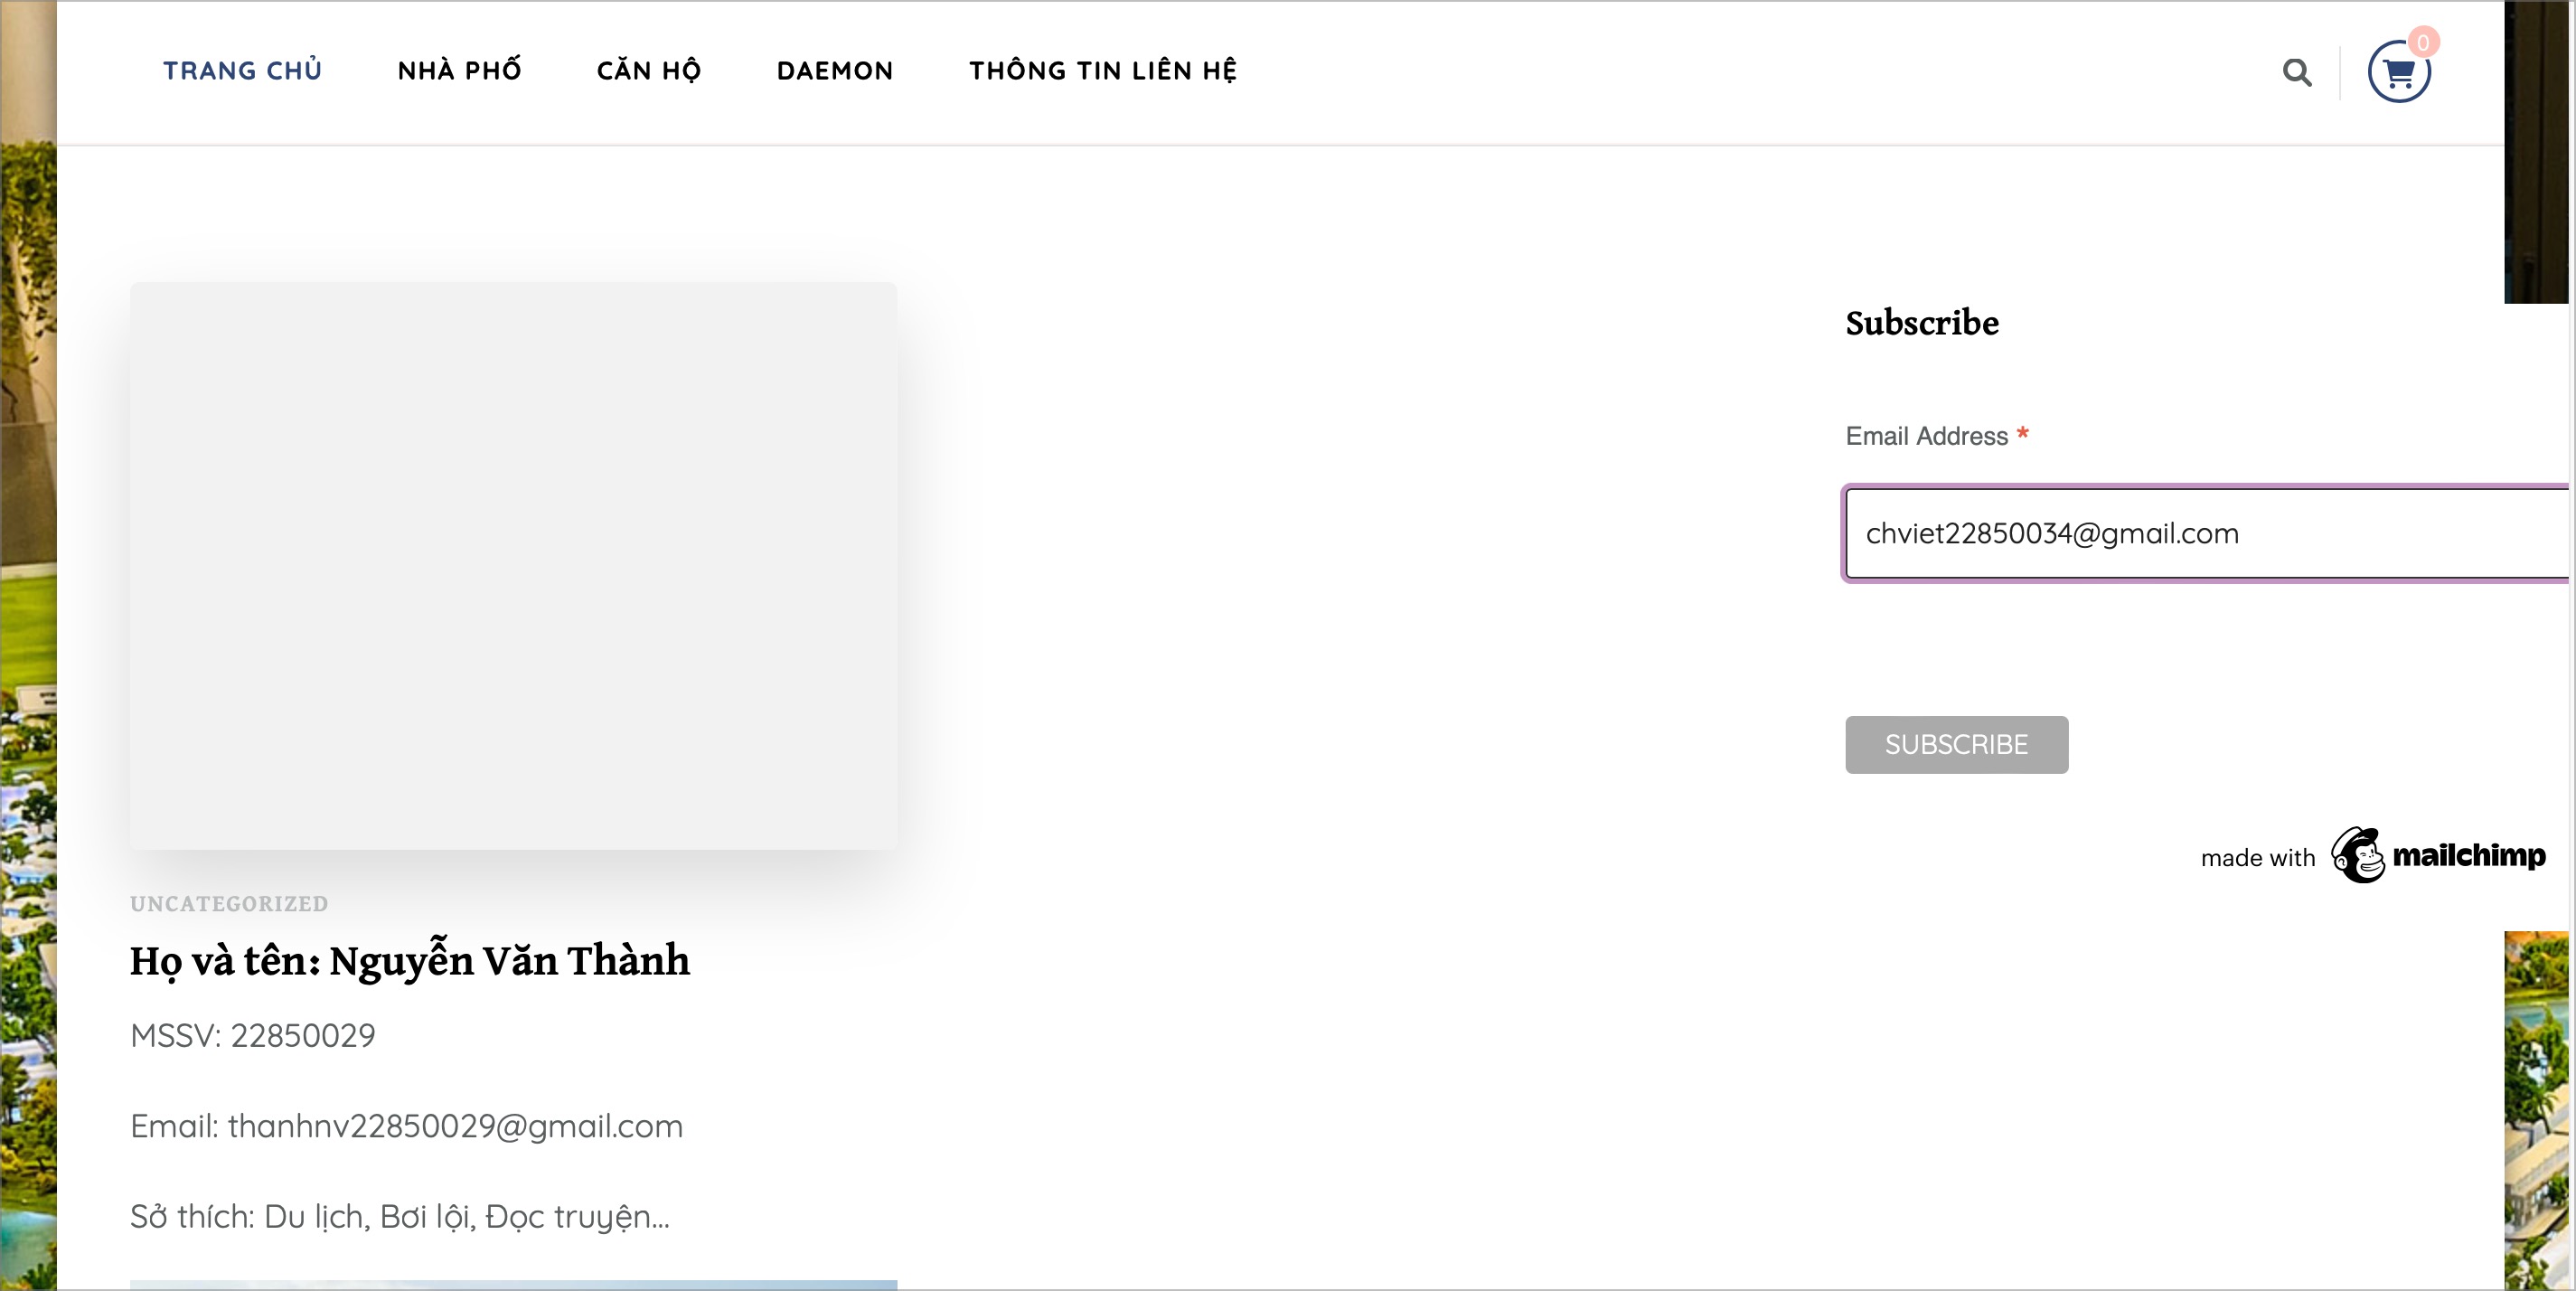 TRANG CHỦ NHÀ PHỐ CĂN HỘ DAEMON THÔNG TIN LIÊN HỆ 0
Subscribe
Email Address *
chviet22850034@gmail.com
SUBSCRIBE
made with mailchimp
UNCATEGORIZED
Họ và tên: Nguyễn Văn Thành
MSSV: 22850029
Email: thanhnv22850029@gmail.com
Sở thích: Du lịch, Bơi lội, Đọc truyện...